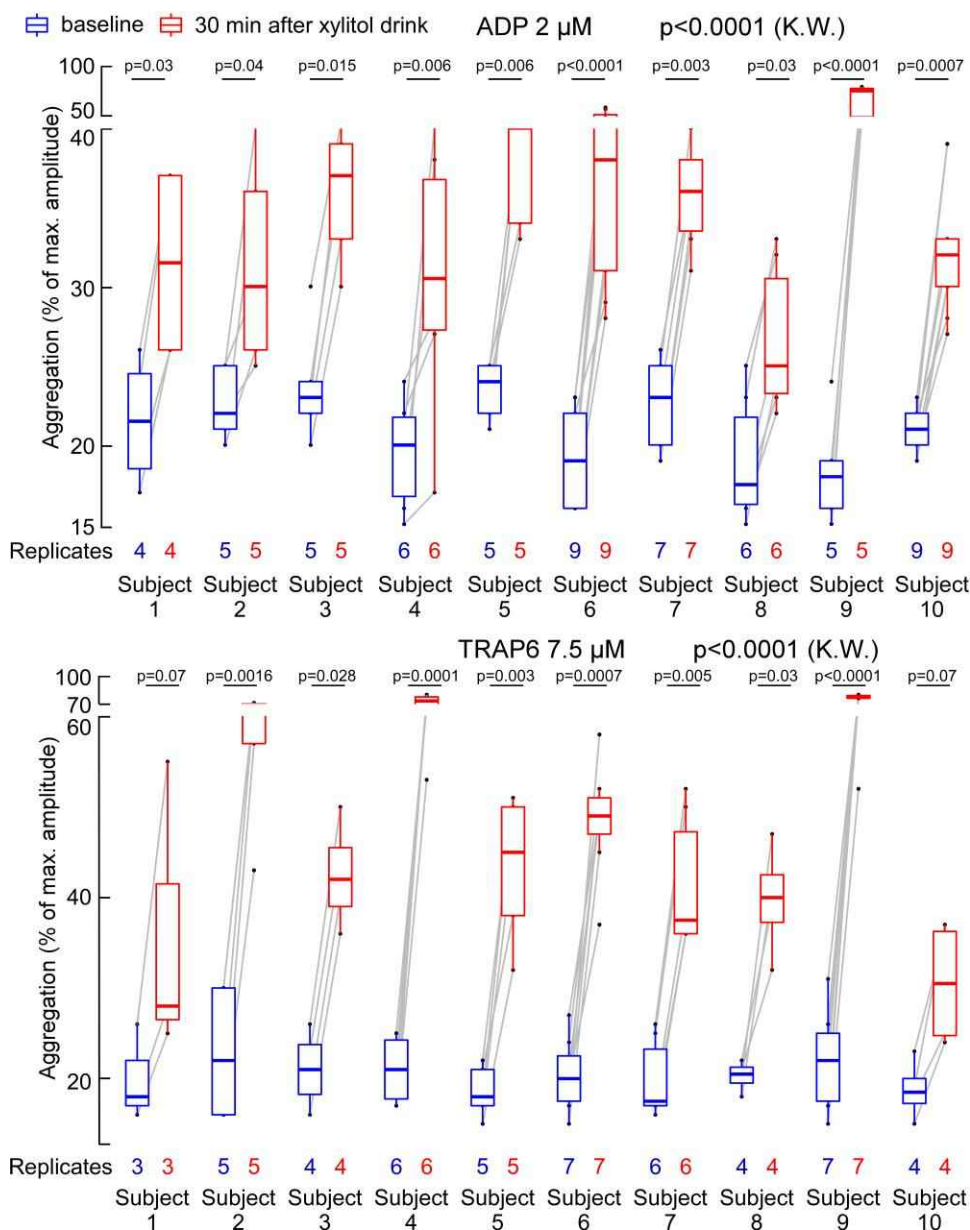 baseline 30 min after xylitol drink ADP 2 µM p<0.0001 (K.W.)
p=0.03 p=0.04 p=0.015 p=0.006 p=0.006 p<0.0001 p=0.003 p=0.03 p<0.0001 p=0.0007
Aggregation (% of max. amplitude)
100
50
40
30
20
15
Replicates 4 4 5 5 5 5 6 6 5 5 9 9 7 7 6 6 5 5 9 9
Subject Subject Subject Subject Subject Subject Subject Subject Subject Subject
1 2 3 4 5 6 7 8 9 10
TRAP6 7.5 µM p<0.0001 (K.W.)
p=0.07 p=0.0016 p=0.028 p=0.0001 p=0.003 p=0.0007 p=0.005 p=0.03 p<0.0001 p=0.07
Aggregation (% of max. amplitude)
100
70
60
40
20
Replicates 3 3 5 5 4 4 6 6 5 5 7 7 6 6 4 4 7 7 4 4
Subject Subject Subject Subject Subject Subject Subject Subject Subject Subject
1 2 3 4 5 6 7 8 9 10